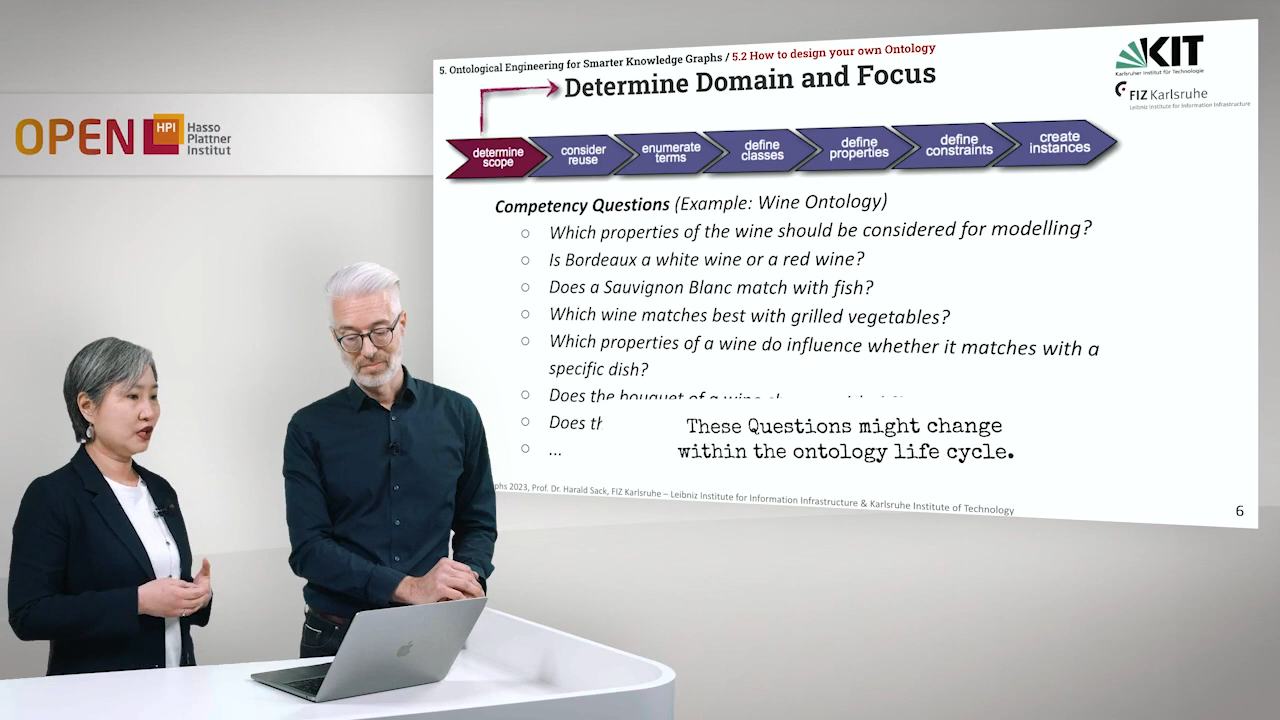 OPEN HPI Hasso
Plattner
Institut
5. Ontological Engineering for Smarter Knowledge Graphs / 5.2 How to design your own Ontology
Determine Domain and Focus
KIT
Karlsruher Institut für Technologie
FIZ Karlsruhe
Leibniz Institute for Information Infrastructure
determine
scope
consider
reuse
enumerate
terms
define
classes
define
properties
define
constraints
create
instances
Competency Questions (Example: Wine Ontology)
○ Which properties of the wine should be considered for modelling?
○ Is Bordeaux a white wine or a red wine?
○ Does a Sauvignon Blanc match with fish?
○ Which wine matches best with grilled vegetables?
○ Which properties of a wine do influence whether it matches with a
specific dish?
○ Does the bouquet of a wine
○ Does th
○ ...
These Questions might change
within the ontology life cycle.
phs 2023, Prof. Dr. Harald Sack, FIZ Karlsruhe – Leibniz Institute for Information Infrastructure & Karlsruhe Institute of Technology
6